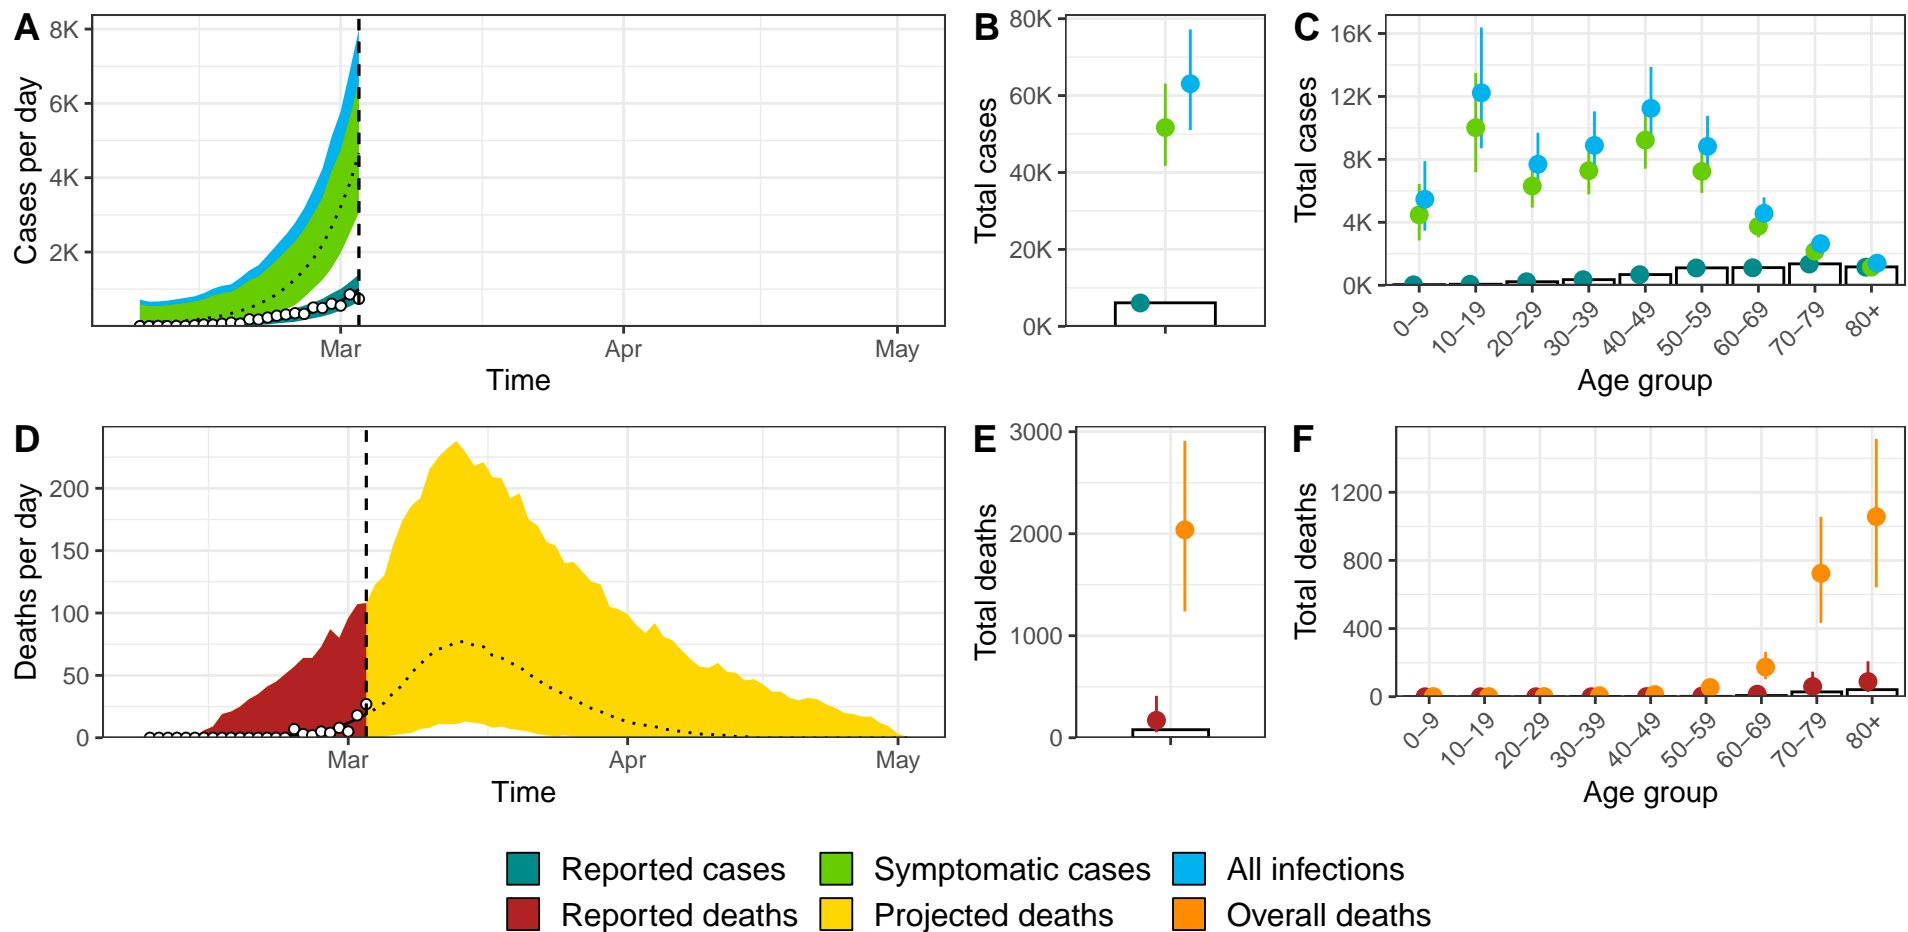 A
Cases per day
8K
6K
4K
2K
Mar
Apr
May
Time
B
Total cases
80K
60K
40K
20K
0K
C
Total cases
16K
12K
8K
4K
0K
0–9
10–19
20–29
30–39
40–49
50–59
60–69
70–79
80+
Age group
D
Deaths per day
200
150
100
50
0
Mar
Apr
May
Time
E
Total deaths
3000
2000
1000
0
F
Total deaths
1200
800
400
0
0–9
10–19
20–29
30–39
40–49
50–59
60–69
70–79
80+
Age group
Reported cases
Symptomatic cases
All infections
Reported deaths
Projected deaths
Overall deaths